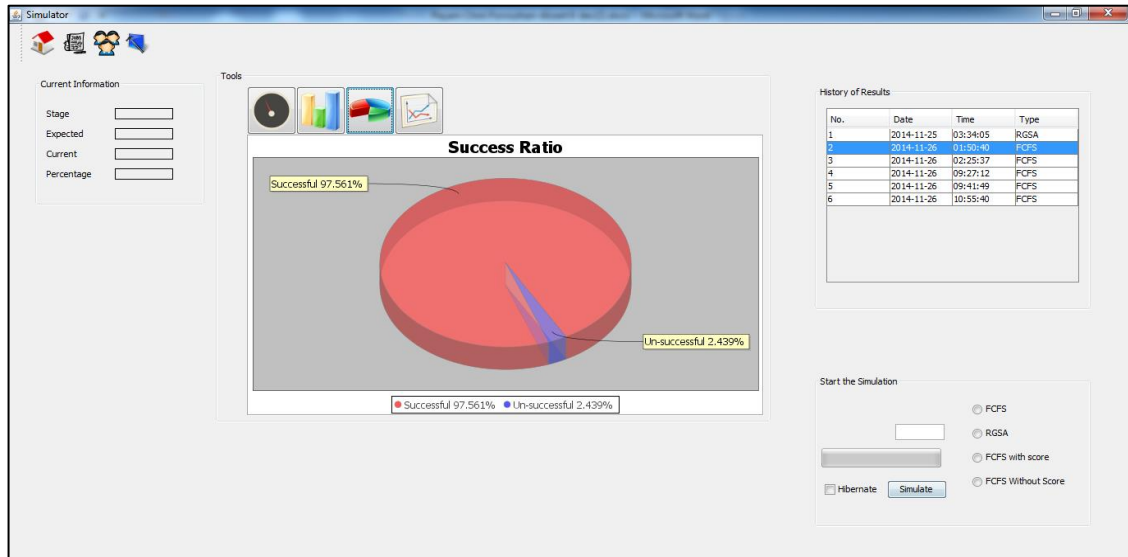 Simulator
Current Information
Stage
Expected
Current
Percentage
Tools
Success Ratio
Successful 97.561%
Un-successful 2.439%
Successful 97.561% Un-successful 2.439%
History of Results
No. Date Time Type
1 2014-11-25 03:34:05 RGSA
2 2014-11-26 01:50:40 FCFS
3 2014-11-26 02:25:37 FCFS
4 2014-11-26 09:27:12 FCFS
5 2014-11-26 09:41:49 FCFS
6 2014-11-26 10:55:40 FCFS
Start the Simulation
FCFS
RGSA
FCFS with score
FCFS Without Score
Hibernate Simulate